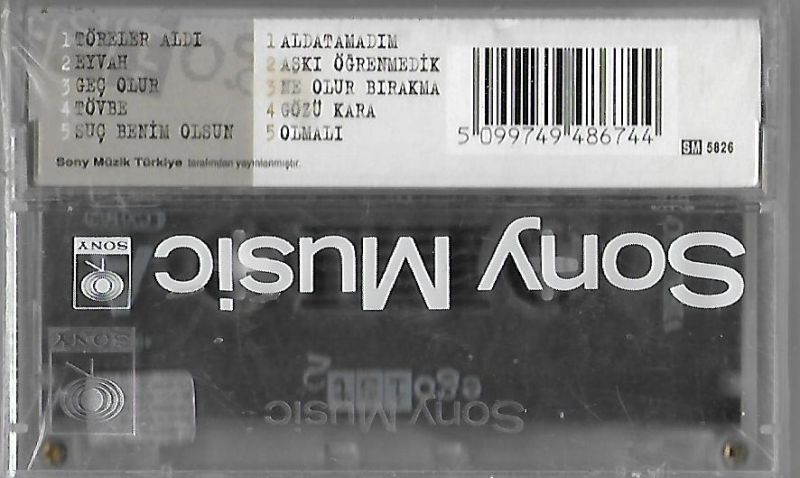 1 TÖRELER ALDI
2 EYVAH
3 GEÇ OLUR
4 TÖVBE
5 SUÇ BENİM OLSUN
1 ALDATAMADIM
2 AŞKI ÖĞRENMEDİK
3 NE OLUR BIRAKMA
4 GÖZÜ KARA
5 OLMALI
Sony Müzik Türkiye tarafından yayınlanmıştır.
5 099749 486744
SM 5826
Sony Music
SONY
SONY
Sony Music